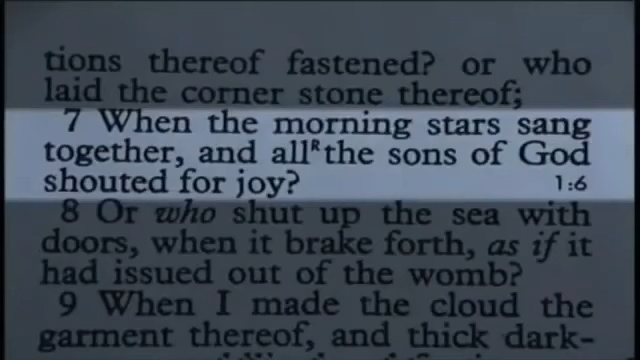 tions thereof fastened? or who
laid the corner stone thereof;
7 When the morning stars sang
together, and allᴿthe sons of God
shouted for joy? 1:6
8 Or who shut up the sea with
doors, when it brake forth, as if it
had issued out of the womb?
9 When I made the cloud the
garment thereof, and thick dark-